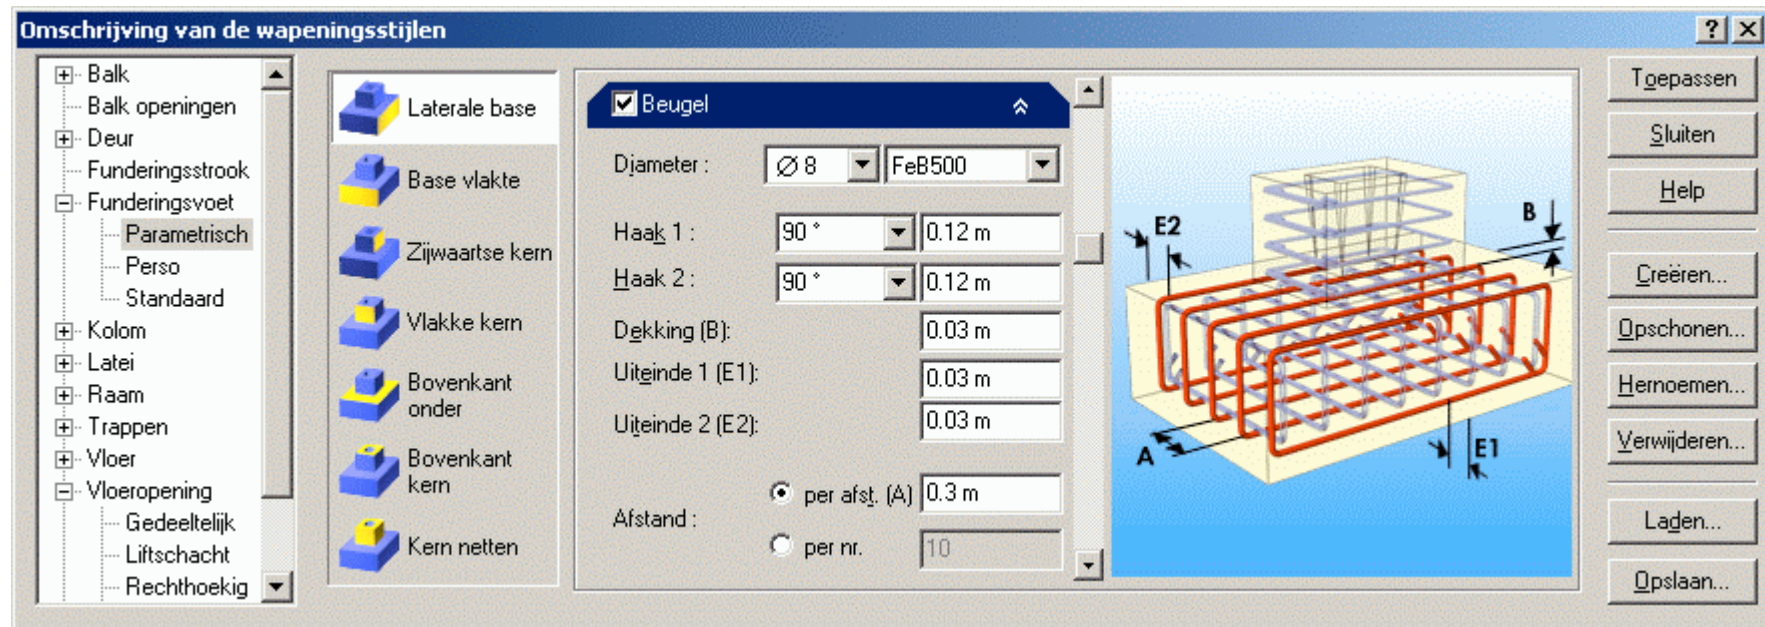 Omschrijving van de wapeningsstijlen
Balk
Balk openingen
Deur
Funderingsstrook
Funderingsvoet
Parametrisch
Perso
Standaard
Kolom
Latei
Raam
Trappen
Vloer
Vloeropening
Gedeeltelijk
Liftschacht
Rechthoekig
Laterale base
Base vlakte
Zijwaartse kern
Vlakke kern
Bovenkant
onder
Bovenkant
kern
Kern netten
Beugel
Diameter : Ø 8 FeB500
Haak 1 : 90 ° 0.12 m
Haak 2 : 90 ° 0.12 m
Dekking (B): 0.03 m
Uiteinde 1 (E1): 0.03 m
Uiteinde 2 (E2): 0.03 m
Afstand :
per afst. (A) 0.3 m
per nr. 10
E2
B
A
E1
Toepassen
Sluiten
Help
Creëren...
Opschonen...
Hernoemen...
Verwijderen...
Laden...
Opslaan...